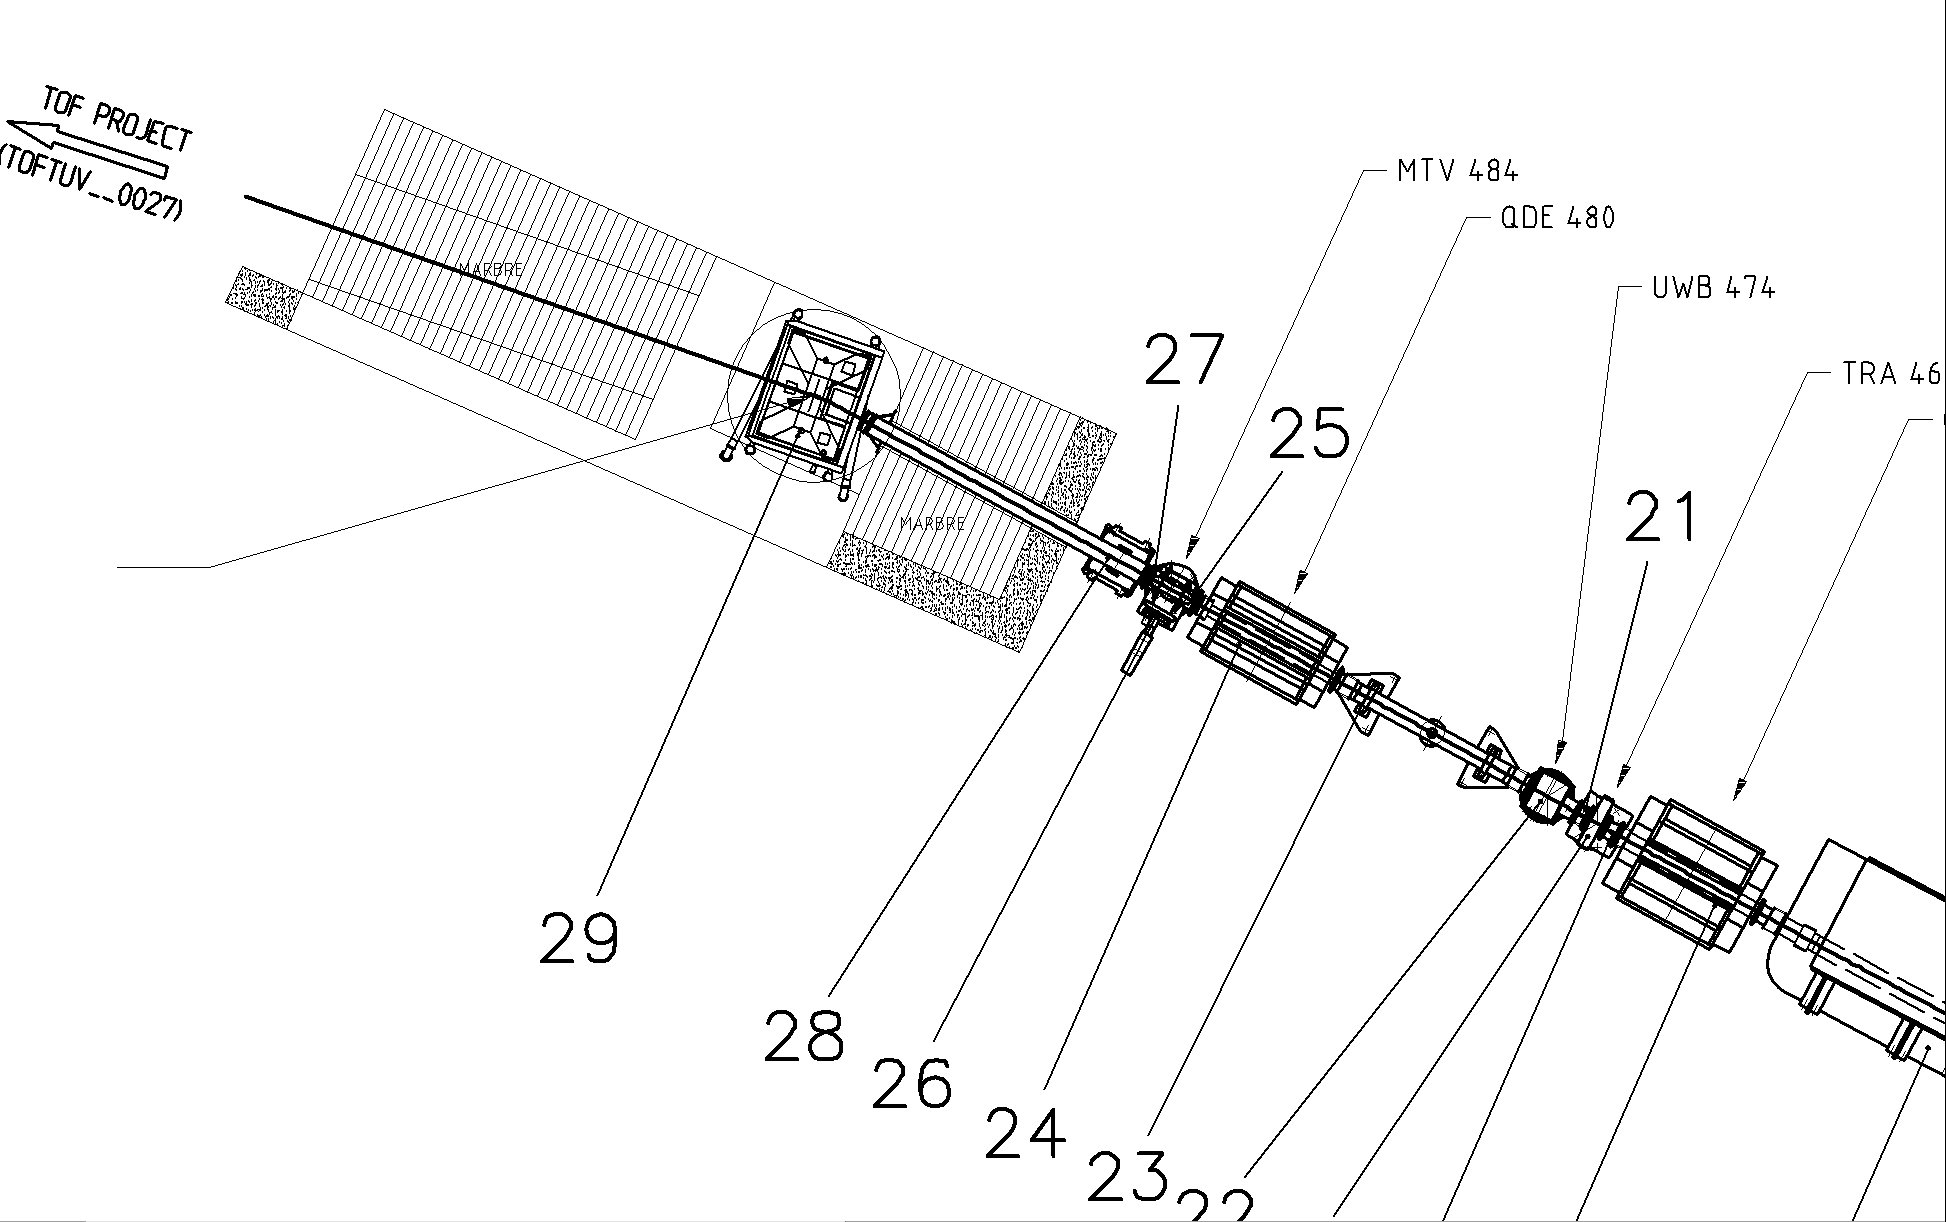 TOF PROJECT
(TOFTUV__0027)
MTV 484
QDE 480
UWB 474
TRA 46
MARBRE
27
25
21
MARBRE
29
28
26
24
23
22